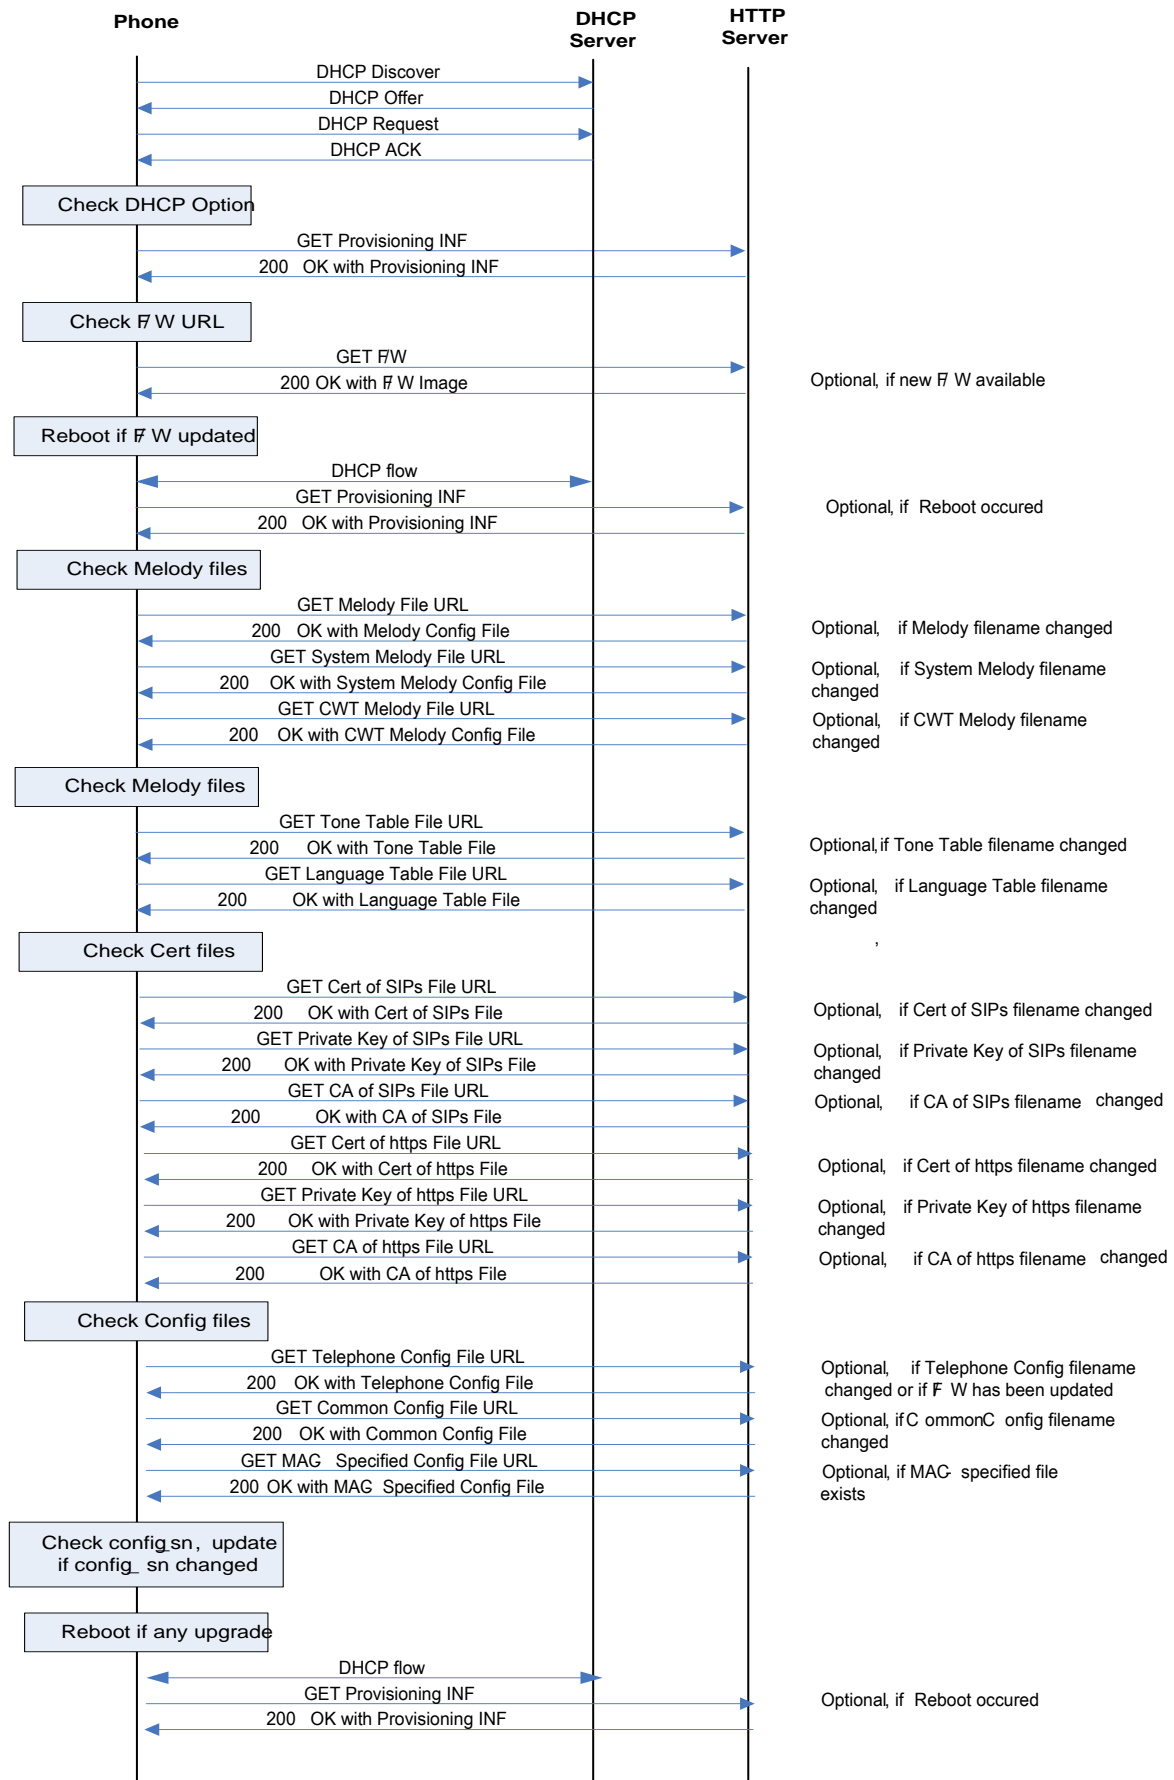 Phone
DHCP
Server
HTTP
Server
DHCP Discover
DHCP Offer
DHCP Request
DHCP ACK
Check DHCP Option
GET Provisioning INF
200 OK with Provisioning INF
Check F/W URL
GET F/W
200 OK with F/W Image
Optional, if new F/W available
Reboot if F/W updated
DHCP flow
GET Provisioning INF
200 OK with Provisioning INF
Optional, if Reboot occured
Check Melody files
GET Melody File URL
200 OK with Melody Config File
Optional, if Melody filename changed
GET System Melody File URL
200 OK with System Melody Config File
Optional, if System Melody filename
changed
GET CWT Melody File URL
200 OK with CWT Melody Config File
Optional, if CWT Melody filename
changed
Check Melody files
GET Tone Table File URL
200 OK with Tone Table File
Optional, if Tone Table filename changed
GET Language Table File URL
200 OK with Language Table File
Optional, if Language Table filename
changed
,
Check Cert files
GET Cert of SIPs File URL
200 OK with Cert of SIPs File
Optional, if Cert of SIPs filename changed
GET Private Key of SIPs File URL
200 OK with Private Key of SIPs File
Optional, if Private Key of SIPs filename
changed
GET CA of SIPs File URL
200 OK with CA of SIPs File
Optional, if CA of SIPs filename changed
GET Cert of https File URL
200 OK with Cert of https File
Optional, if Cert of https filename changed
GET Private Key of https File URL
200 OK with Private Key of https File
Optional, if Private Key of https filename
changed
GET CA of https File URL
200 OK with CA of https File
Optional, if CA of https filename changed
Check Config files
GET Telephone Config File URL
200 OK with Telephone Config File
Optional, if Telephone Config filename
changed or if F/W has been updated
GET Common Config File URL
200 OK with Common Config File
Optional, if CommonConfig filename
changed
GET MAC Specified Config File URL
200 OK with MAC Specified Config File
Optional, if MAC- specified file
exists
Check config_sn, update
if config_ sn changed
Reboot if any upgrade
DHCP flow
GET Provisioning INF
200 OK with Provisioning INF
Optional, if Reboot occured